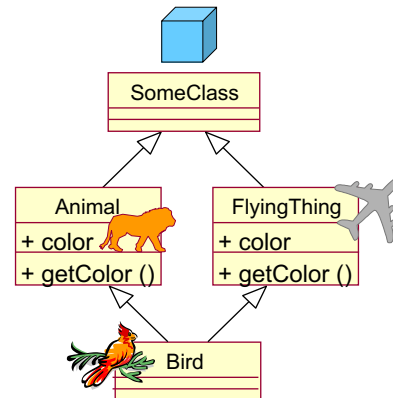 SomeClass
Animal
+ color
+ getColor ()
FlyingThing
+ color
+ getColor ()
Bird